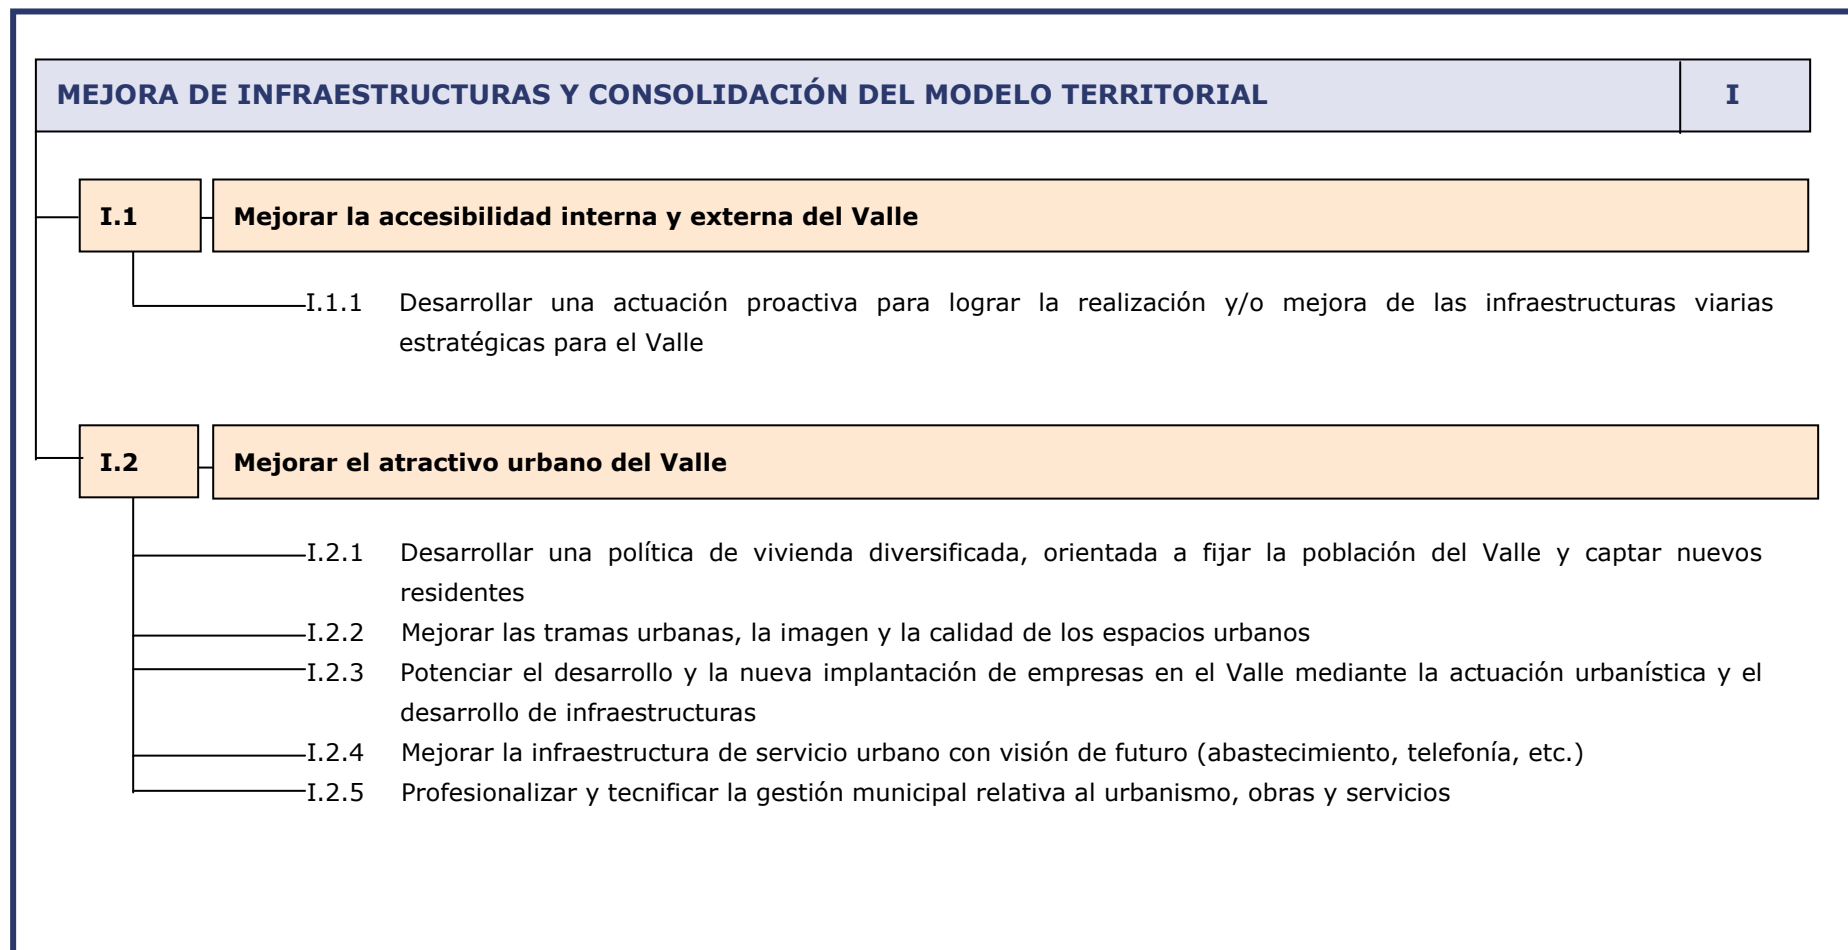 MEJORA DE INFRAESTRUCTURAS Y CONSOLIDACIÓN DEL MODELO TERRITORIAL I
I.1 Mejorar la accesibilidad interna y externa del Valle
I.1.1 Desarrollar una actuación proactiva para lograr la realización y/o mejora de las infraestructuras viarias
estratégicas para el Valle
I.2 Mejorar el atractivo urbano del Valle
I.2.1 Desarrollar una política de vivienda diversificada, orientada a fijar la población del Valle y captar nuevos
residentes
I.2.2 Mejorar las tramas urbanas, la imagen y la calidad de los espacios urbanos
I.2.3 Potenciar el desarrollo y la nueva implantación de empresas en el Valle mediante la actuación urbanística y el
desarrollo de infraestructuras
I.2.4 Mejorar la infraestructura de servicio urbano con visión de futuro (abastecimiento, telefonía, etc.)
I.2.5 Profesionalizar y tecnificar la gestión municipal relativa al urbanismo, obras y servicios